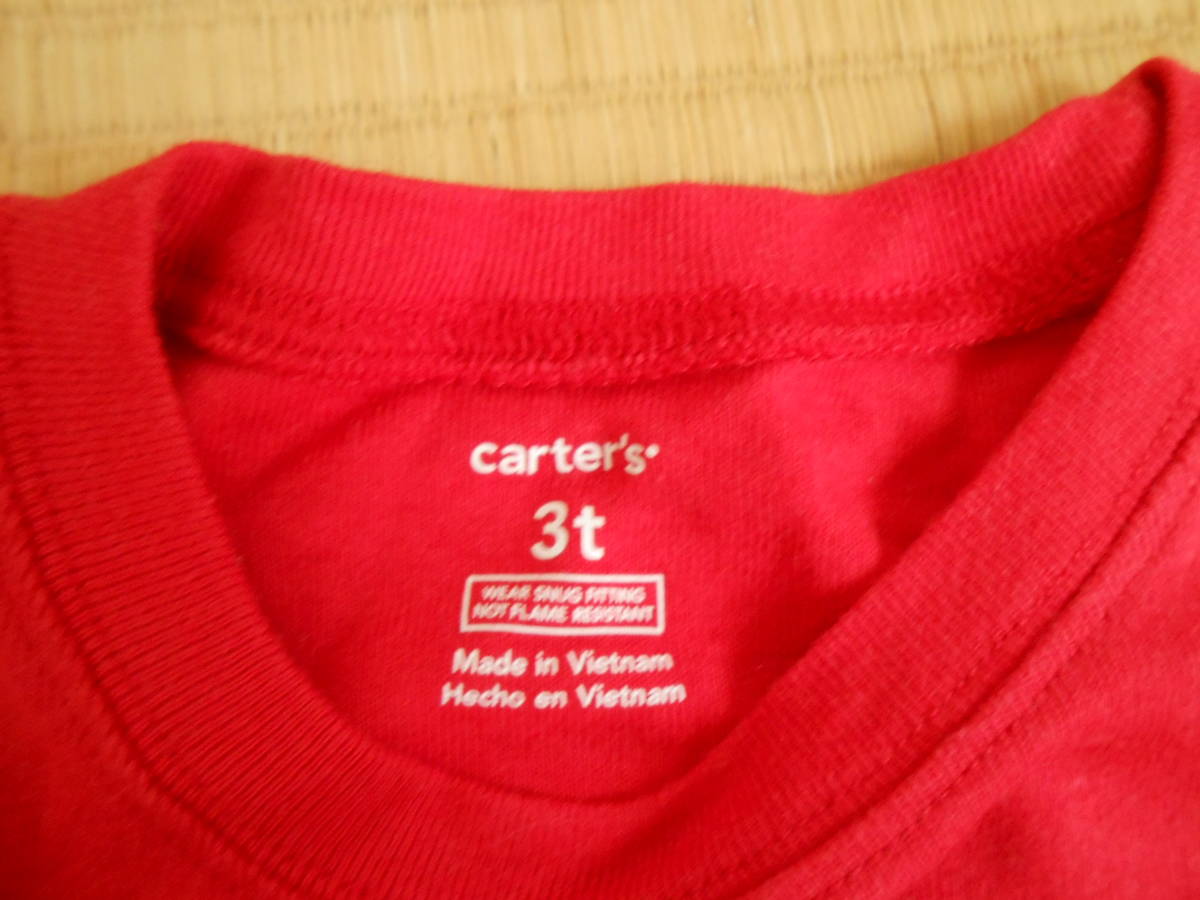 carter's
3t
WEAR SNUG FITTING
NOT FLAME RESISTANT
Made in Vietnam
Hecho en Vietnam